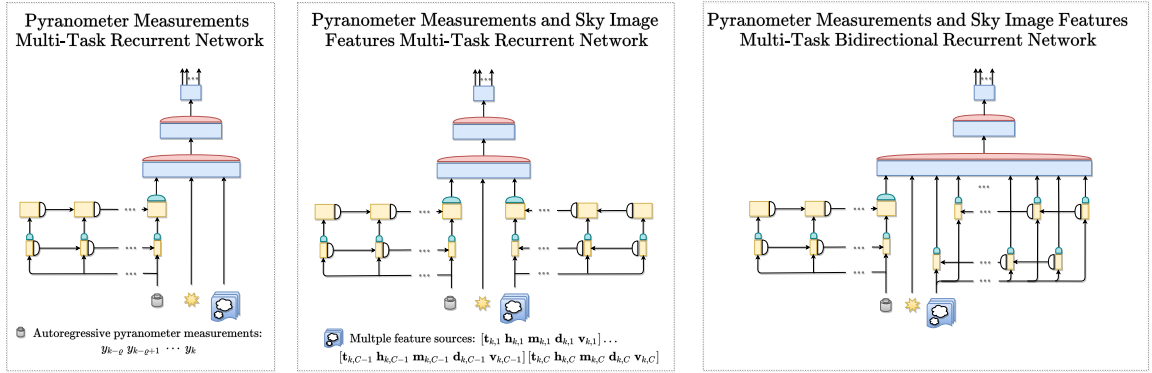 Pyranometer Measurements
Multi-Task Recurrent Network
Autoregressive pyranometer measurements:
y_{k−ϱ} y_{k−ϱ+1} ⋯ y_k
Pyranometer Measurements and Sky Image
Features Multi-Task Recurrent Network
Multple feature sources: [t_{k,1} h_{k,1} m_{k,1} d_{k,1} v_{k,1}] ...
[t_{k,C−1} h_{k,C−1} m_{k,C−1} d_{k,C−1} v_{k,C−1}] [t_{k,C} h_{k,C} m_{k,C} d_{k,C} v_{k,C}]
Pyranometer Measurements and Sky Image Features
Multi-Task Bidirectional Recurrent Network